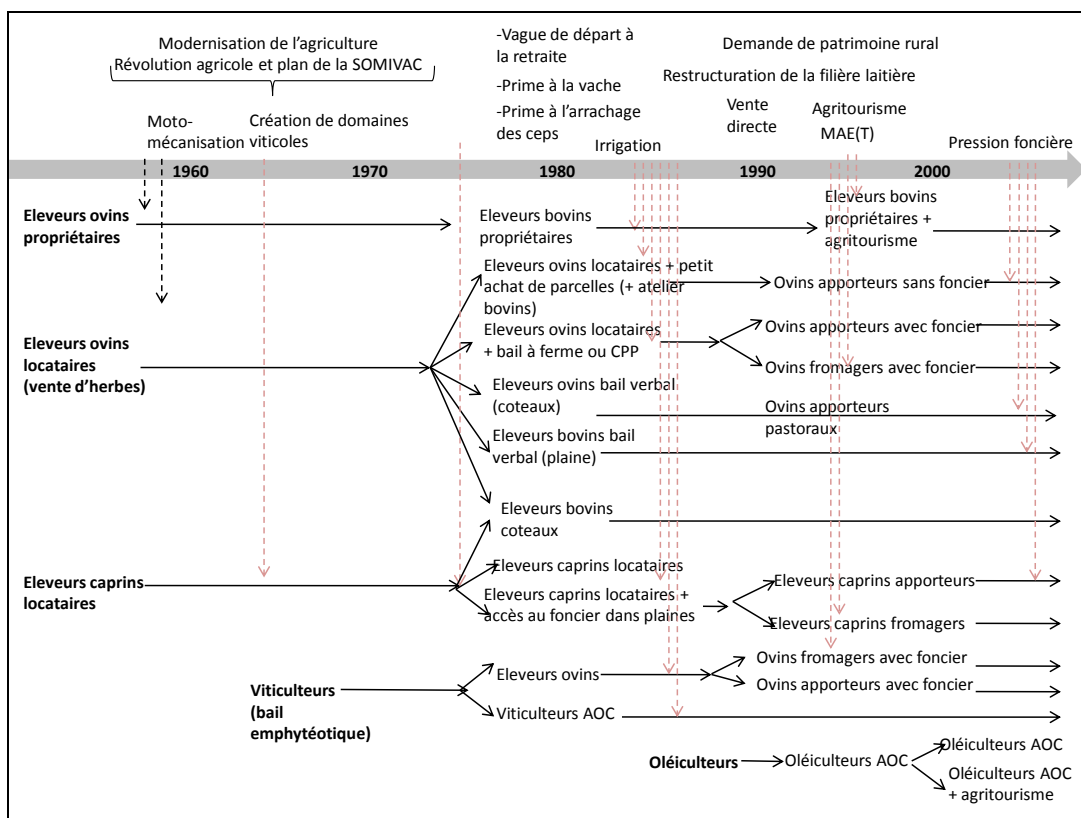 Modernisation de l'agriculture
Révolution agricole et plan de la SOMIVAC
-Vague de départ à
la retraite
-Prime à la vache
-Prime à l'arrachage
des ceps
Demande de patrimoine rural
Restructuration de la filière laitière
Moto-
mécanisation
Création de domaines
viticoles
Irrigation
Vente
directe
Agritourisme
MAE(T)
Pression foncière
1960
1970
1980
1990
2000
Eleveurs ovins
propriétaires
Eleveurs bovins
propriétaires
Eleveurs bovins
propriétaires +
agritourisme
Eleveurs ovins
locataires
(vente d'herbes)
Eleveurs ovins locataires + petit
achat de parcelles (+ atelier
bovins)
Ovins apporteurs sans foncier
Eleveurs ovins locataires
+ bail à ferme ou CPP
Ovins apporteurs avec foncier
Ovins fromagers avec foncier
Eleveurs ovins bail verbal
(coteaux)
Ovins apporteurs
pastoraux
Eleveurs bovins bail
verbal (plaine)
Eleveurs bovins
coteaux
Eleveurs caprins
locataires
Eleveurs caprins locataires
Eleveurs caprins locataires +
accès au foncier dans plaines
Eleveurs caprins apporteurs
Eleveurs caprins fromagers
Viticulteurs
(bail
emphytéotique)
Eleveurs ovins
Ovins fromagers avec foncier
Ovins apporteurs avec foncier
Viticulteurs AOC
Oléiculteurs
Oléiculteurs AOC
Oléiculteurs AOC
Oléiculteurs AOC
+ agritourisme